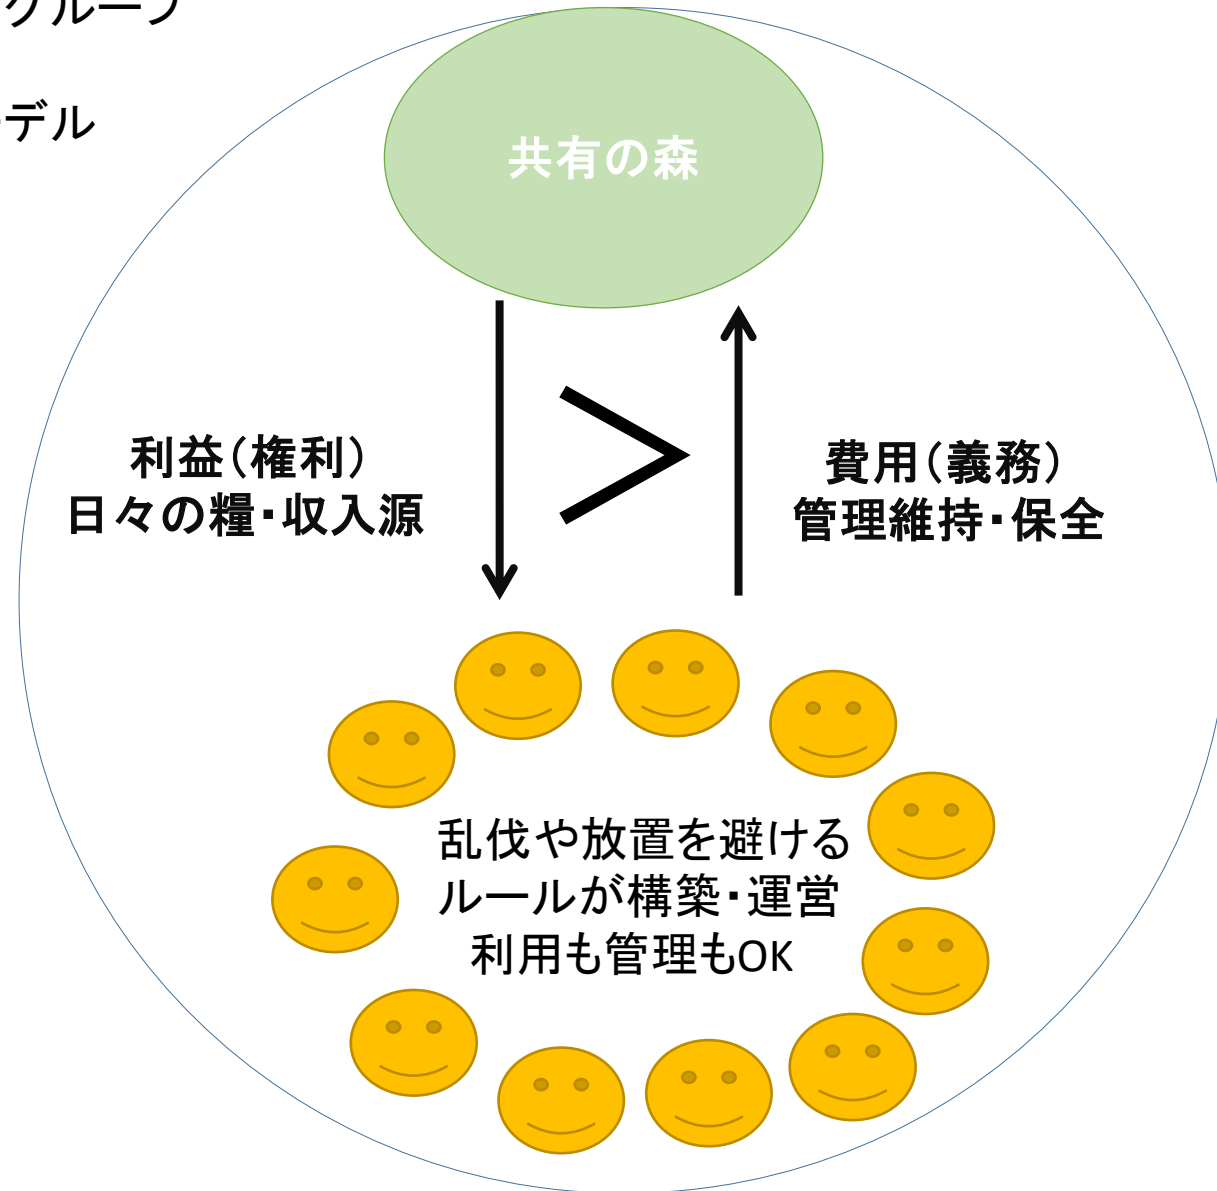 グループ
デル
共有の森
利益(権利)
日々の糧・収入源
>
費用(義務)
管理維持・保全
乱伐や放置を避ける
ルールが構築・運営
利用も管理もOK